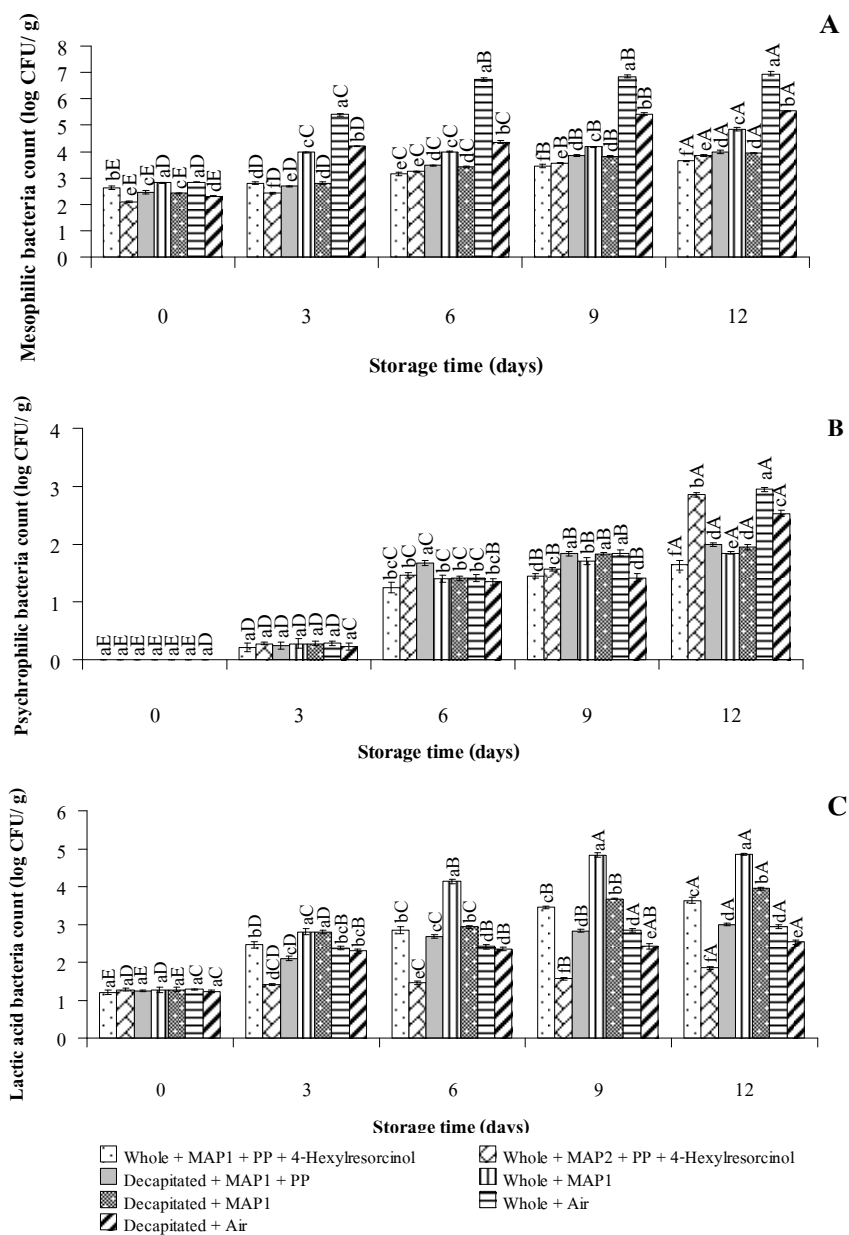 A
Mesophilic bacteria count (log CFU/ g)
8
7
6
5
4
3
2
1
0
bE eE cE aD cE aD dE
dD fD eD cC dD aC bD
eC eC dC cC dC aB bC
fB eB dB cB dB aB bB
fA eA dA cA dA aA bA
0 3 6 9 12
Storage time (days)
B
Psychrophilic bacteria count (log CFU/ g)
4
3
2
1
0
aE aE aE aE aE aE aD
aD aD aD aD aD aD aC
bcC bC aC bC bC bC bcB
dB cB aB bB aB aB dB
fA bA dA eA dA aA cA
0 3 6 9 12
Storage time (days)
C
Lactic acid bacteria count (log CFU/ g)
6
5
4
3
2
1
0
aE aD aE aD aE aC aC
bD dCD cD aC aD bcB bcB
bC eC cC aB bC dB dB
cB fB dB aA bB dA eAB
cA fA dA aA bA dA eA
0 3 6 9 12
Storage time (days)
Whole + MAP1 + PP + 4-Hexylresorcinol
Whole + MAP2 + PP + 4-Hexylresorcinol
Decapitated + MAP1 + PP
Whole + MAP1
Decapitated + MAP1
Whole + Air
Decapitated + Air